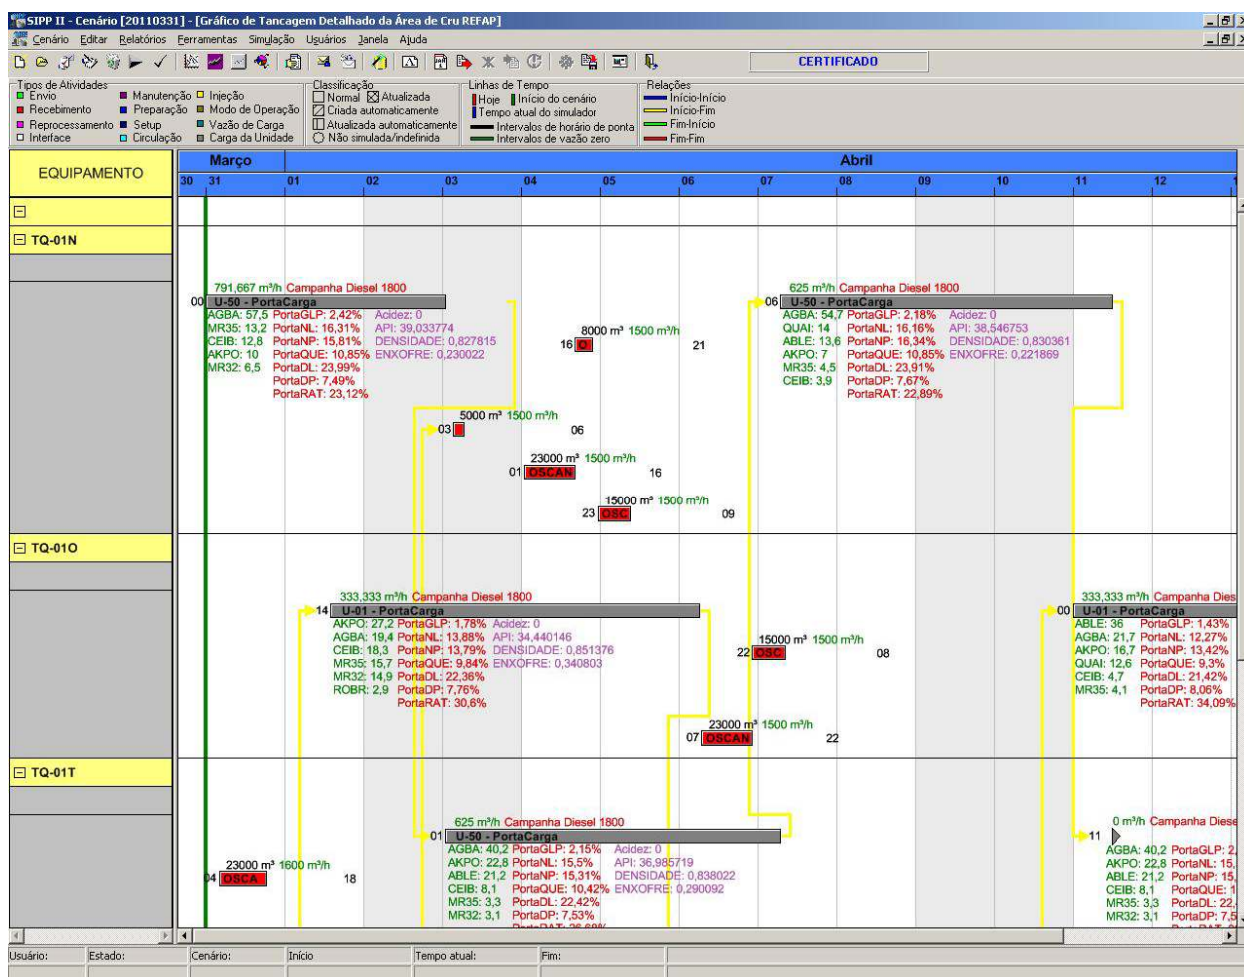 SIPP II - Cenário [20110331] - [Gráfico de Tancagem Detalhado da Área de Cru REFAP]
Cenário Editar Relatórios Ferramentas Simulação Usuários Janela Ajuda
CERTIFICADO
Tipos de Atividades
Envio Manutenção Injeção
Recebimento Preparação Modo de Operação
Reprocessamento Setup Vazão de Carga
Interface Circulação Carga da Unidade
Classificação
Normal Atualizada
Criada automaticamente
Atualizada automaticamente
Não simulada/indefinida
Linhas de Tempo
Hoje Início do cenário
Tempo atual do simulador
Intervalos de horário de ponta
Intervalos de vazão zero
Relações
Início-Início
Início-Fim
Fim-Início
Fim-Fim
EQUIPAMENTO
Março Abril
30 31 01 02 03 04 05 06 07 08 09 10 11 12
TQ-01N
791,667 m³/h Campanha Diesel 1800
00 U-50 - PortaCarga
AGBA: 57,5 PortaGLP: 2,42% Acidez: 0
MR35: 13,2 PortaNL: 16,31% API: 39,033774
CEIB: 12,8 PortaNP: 15,81% DENSIDADE: 0,827815
AKPO: 10 PortaQUE: 10,85% ENXOFRE: 0,230022
MR32: 6,5 PortaDL: 23,99%
PortaDP: 7,49%
PortaRAT: 23,12%
8000 m³ 1500 m³/h
16 O 21
5000 m³ 1500 m³/h
03 06
23000 m³ 1500 m³/h
01 OSCAN 16
15000 m³ 1500 m³/h
23 OSC 09
625 m³/h Campanha Diesel 1800
06 U-50 - PortaCarga
AGBA: 54,7 PortaGLP: 2,18% Acidez: 0
QUAI: 14 PortaNL: 16,16% API: 38,546753
ABLE: 13,6 PortaNP: 16,34% DENSIDADE: 0,830361
AKPO: 7 PortaQUE: 10,85% ENXOFRE: 0,221869
MR35: 4,5 PortaDL: 23,91%
CEIB: 3,9 PortaDP: 7,67%
PortaRAT: 22,89%
TQ-01O
333,333 m³/h Campanha Diesel 1800
14 U-01 - PortaCarga
AKPO: 27,2 PortaGLP: 1,78% Acidez: 0
AGBA: 19,4 PortaNL: 13,88% API: 34,440146
CEIB: 18,3 PortaNP: 13,79% DENSIDADE: 0,851376
MR35: 15,7 PortaQUE: 9,84% ENXOFRE: 0,340803
MR32: 14,9 PortaDL: 22,36%
ROBR: 2,9 PortaDP: 7,76%
PortaRAT: 30,6%
15000 m³ 1500 m³/h
22 OSC 08
23000 m³ 1500 m³/h
07 OSCAN 22
333,333 m³/h Campanha Dies
00 U-01 - PortaCarga
ABLE: 36 PortaGLP: 1,43%
AGBA: 21,7 PortaNL: 12,27%
AKPO: 16,7 PortaNP: 13,42%
QUAI: 12,6 PortaQUE: 9,3%
CEIB: 4,7 PortaDL: 21,42%
MR35: 4,1 PortaDP: 8,06%
PortaRAT: 34,09%
TQ-01T
23000 m³ 1600 m³/h
04 OSCA 18
625 m³/h Campanha Diesel 1800
01 U-50 - PortaCarga
AGBA: 40,2 PortaGLP: 2,15% Acidez: 0
AKPO: 22,8 PortaNL: 15,5% API: 36,985719
ABLE: 21,2 PortaNP: 15,31% DENSIDADE: 0,838022
CEIB: 8,1 PortaQUE: 10,42% ENXOFRE: 0,290092
MR35: 3,3 PortaDL: 22,42%
MR32: 3,1 PortaDP: 7,53%
0 m³/h Campanha Diese
11
AGBA: 40,2 PortaGLP: 2,
AKPO: 22,8 PortaNL: 15,
ABLE: 21,2 PortaNP: 15,
CEIB: 8,1 PortaQUE: 1
MR35: 3,3 PortaDL: 22,
MR32: 3,1 PortaDP: 7,5
Usuário: Estado: Cenário: Início Tempo atual: Fim: